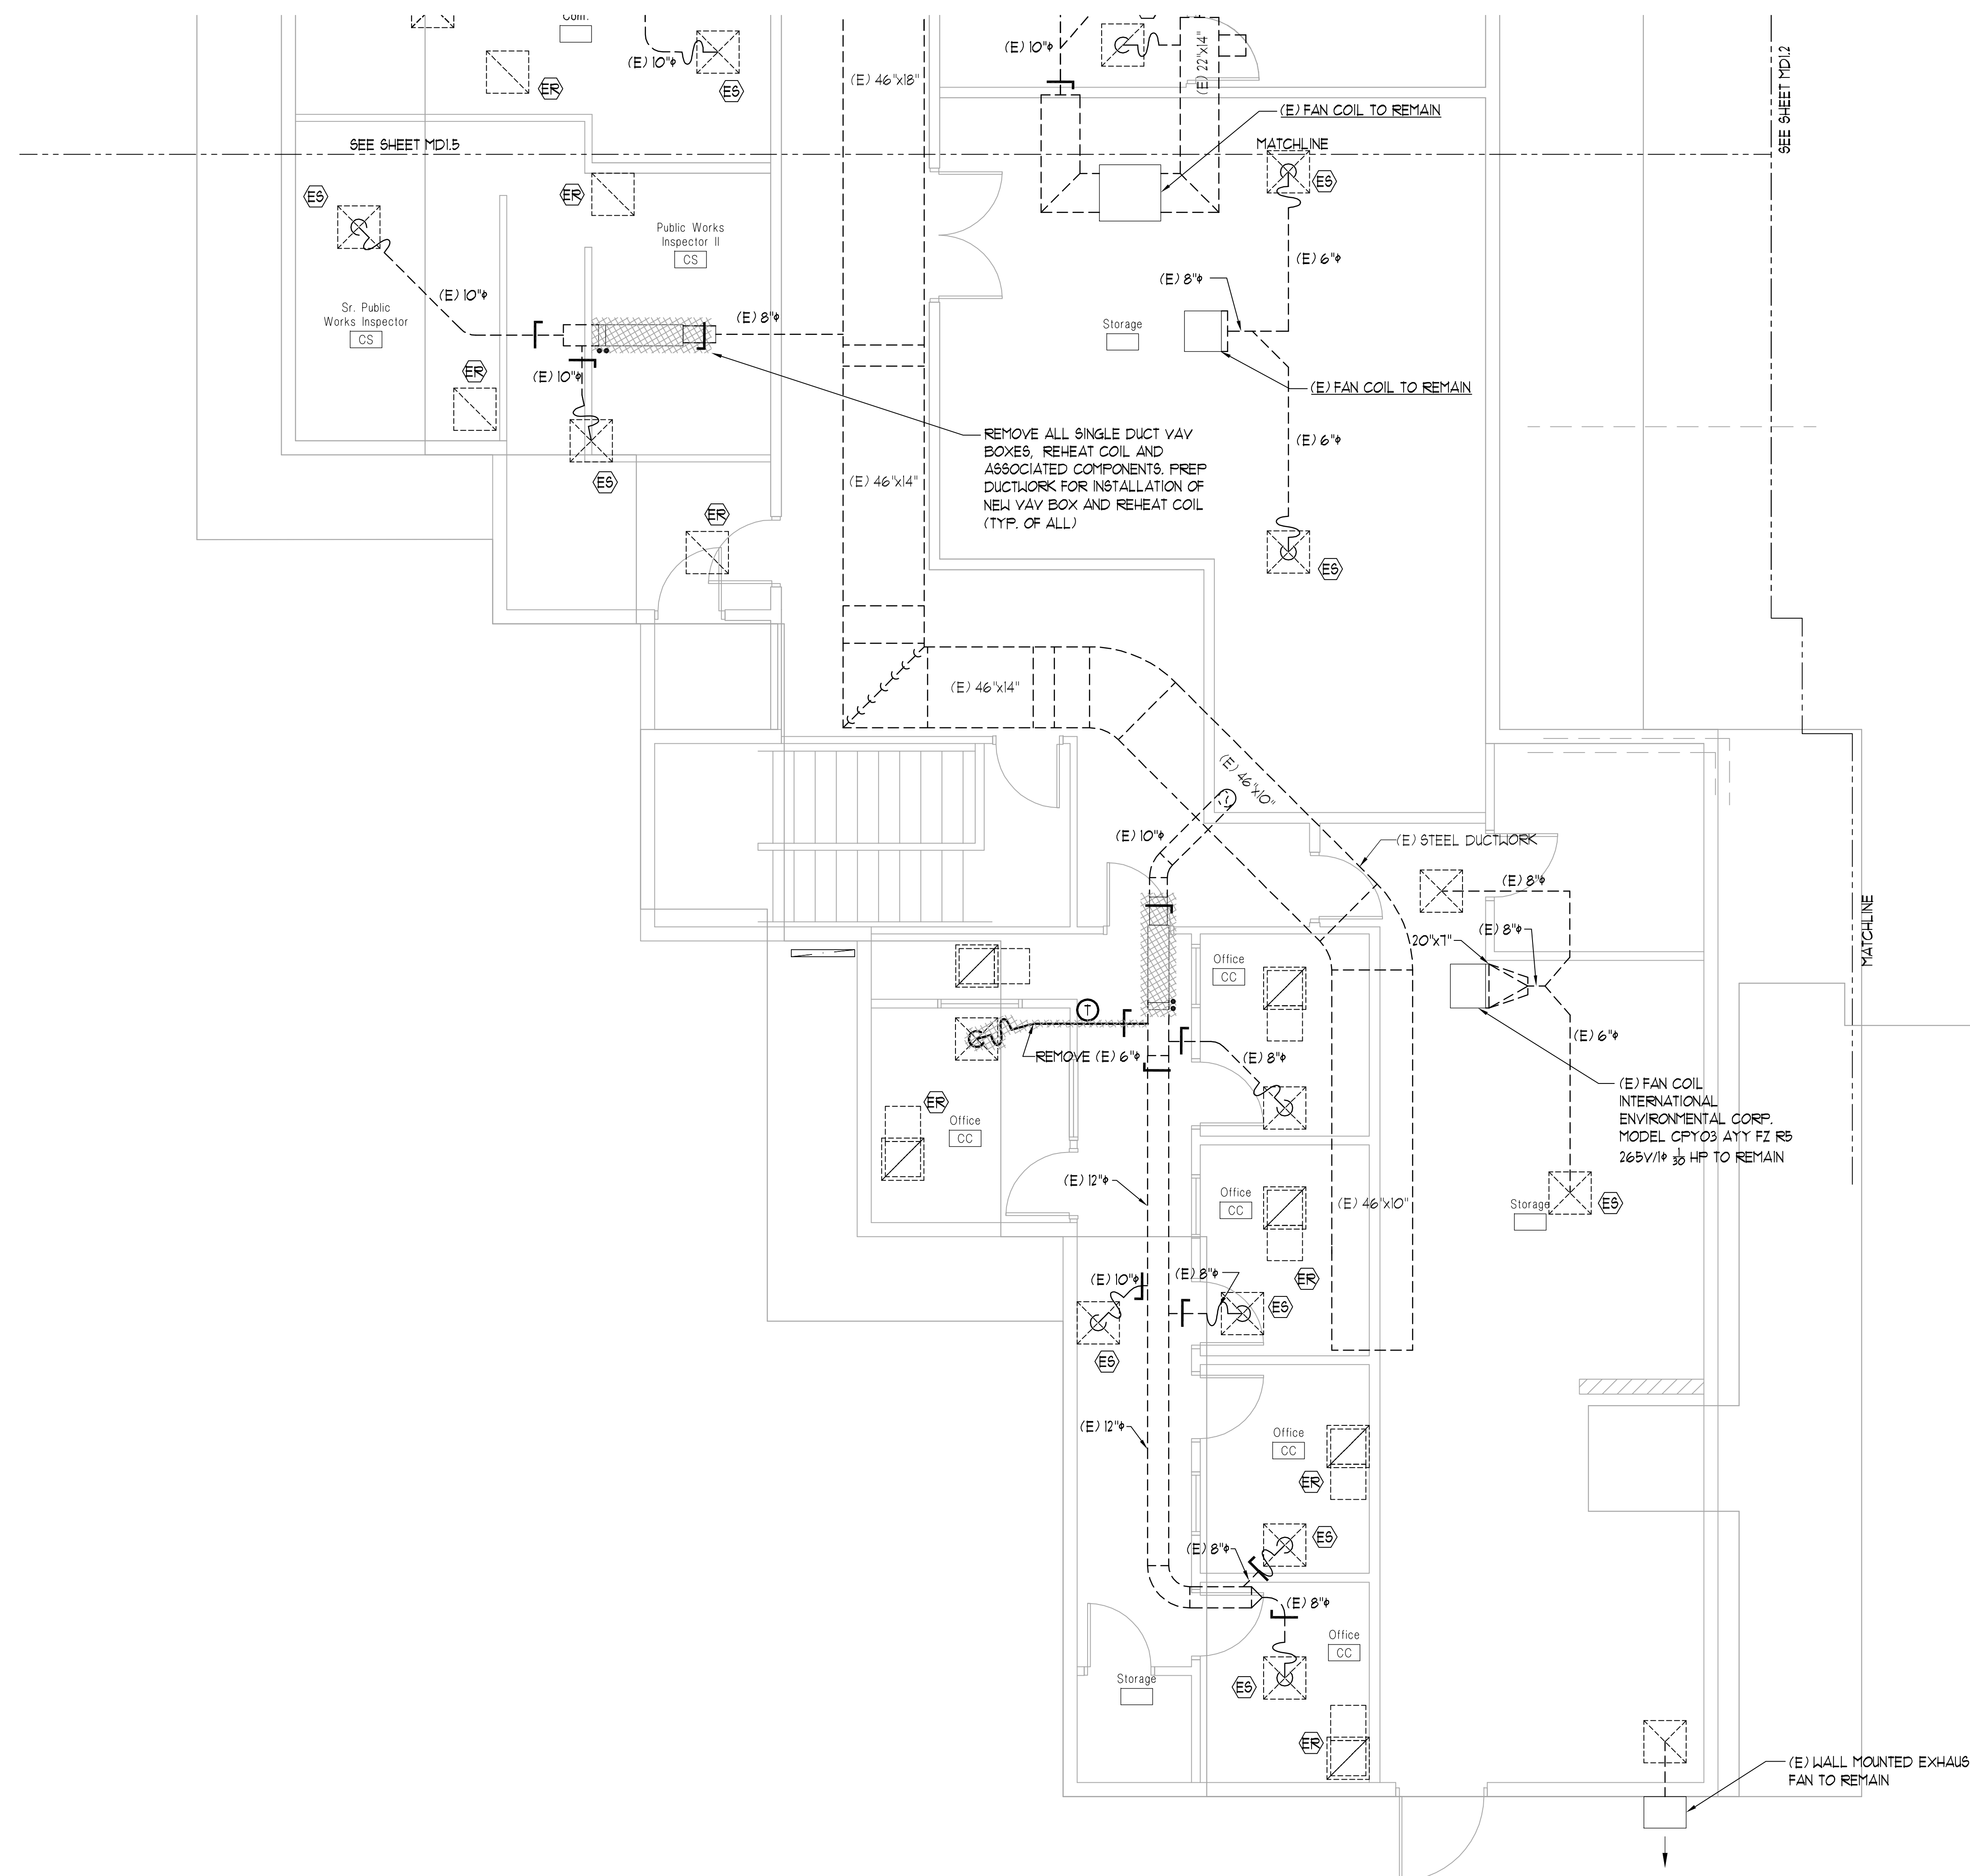 Conf.
(E) 10"ϕ
ER
ES
(E) 46"x18"
(E) 10"ϕ
(E) 22"x14"
(E) FAN COIL TO REMAIN
SEE SHEET MD1.2
SEE SHEET MD1.5
MATCHLINE
ES
ER
ES
Public Works
Inspector II
CS
(E) 6"ϕ
(E) 8"ϕ
(E) 10"ϕ
Sr. Public
Works Inspector
CS
(E) 8"ϕ
Storage
ER
(E) 10"ϕ
(E) FAN COIL TO REMAIN
REMOVE ALL SINGLE DUCT VAV
BOXES, REHEAT COIL AND
ASSOCIATED COMPONENTS. PREP
DUCTWORK FOR INSTALLATION OF
NEW VAV BOX AND REHEAT COIL
(TYP. OF ALL)
(E) 6"ϕ
ES
(E) 46"x14"
ER
ES
(E) 46"x14"
(E) 46"x10"
(E) 10"ϕ
(E) STEEL DUCTWORK
(E) 8"ϕ
MATCHLINE
20"x7"
(E) 8"ϕ
Office
CC
T
REMOVE (E) 6"ϕ
(E) 8"ϕ
(E) 6"ϕ
(E) FAN COIL
INTERNATIONAL
ENVIRONMENTAL CORP.
MODEL CPY03 AYY FZ R5
265V/1ϕ 1/30 HP TO REMAIN
ER
Office
CC
(E) 12"ϕ
Office
CC
(E) 46"x10"
Storage
ES
(E) 10"ϕ
(E) 8"ϕ
ER
ES
ES
(E) 12"ϕ
Office
CC
ER
(E) 8"ϕ
ES
(E) 8"ϕ
Office
CC
Storage
ES
ER
(E) WALL MOUNTED EXHAUS
FAN TO REMAIN